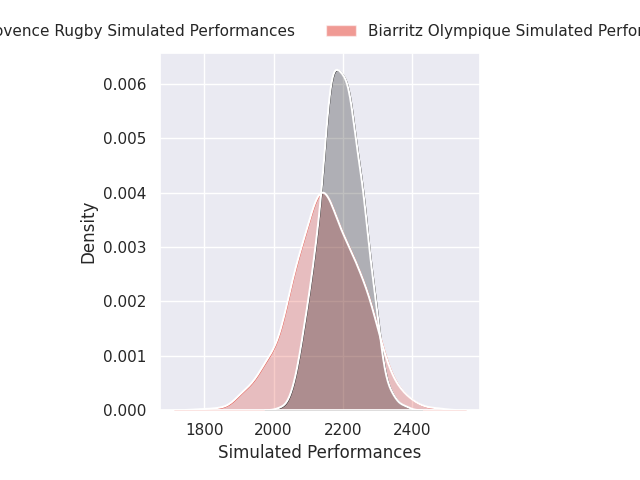 ovence Rugby Simulated Performances Biarritz Olympique Simulated Perfor
0.006
0.005
0.004
0.003
0.002
0.001
0.000
Density
1800 2000 2200 2400
Simulated Performances